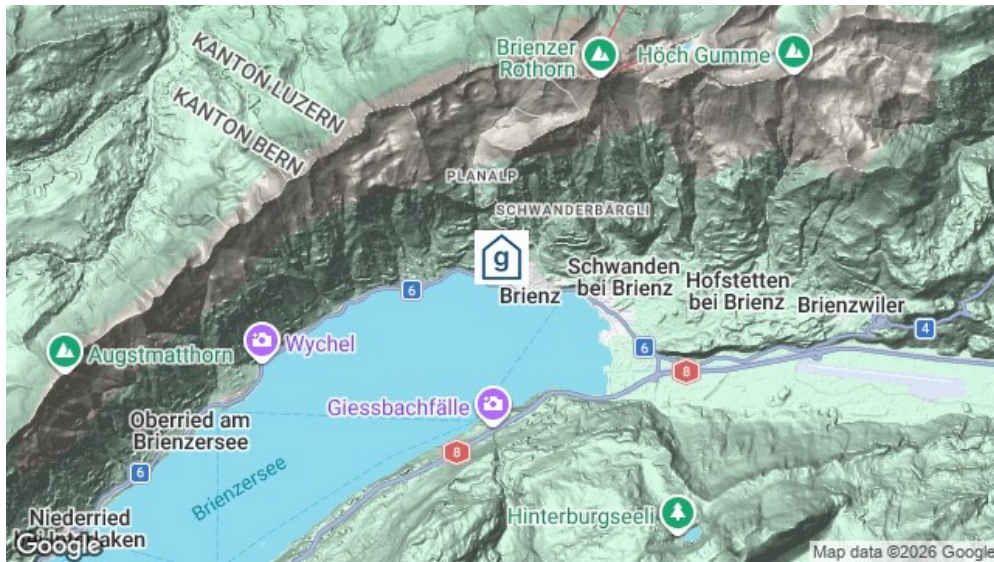 Brienzer
Rothorn
Höch Gumme
KANTON LUZERN
KANTON BERN
PLANALP
SCHWANDERBÄRGLI
g
Schwanden
bei Brienz
Hofstetten
bei Brienz
Brienzwiler
Brienz
6
4
6
8
Wychel
Augstmatthorn
Giessbachfälle
Oberried am
Brienzersee
8
6
Brienzersee
Hinterburgseeli
Niederried
bei Interlaken
Google
Map data ©2026 Google